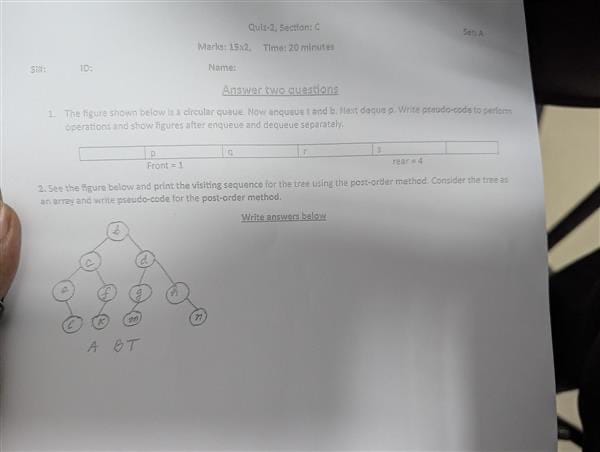 Quiz-2, Section: C
Set: A
Marks: 15x2, Time: 20 minutes
Sl#: ID: Name:
Answer two questions
1. The figure shown below is a circular queue. Now enqueue t and b. Next deque p. Write pseudo-code to perform
operations and show figures after enqueue and dequeue separately.
p q r s
Front = 1 rear = 4
2. See the figure below and print the visiting sequence for the tree using the post-order method. Consider the tree as
an array and write pseudo-code for the post-order method.
Write answers below
b
c d
f g h
k m n
A BT